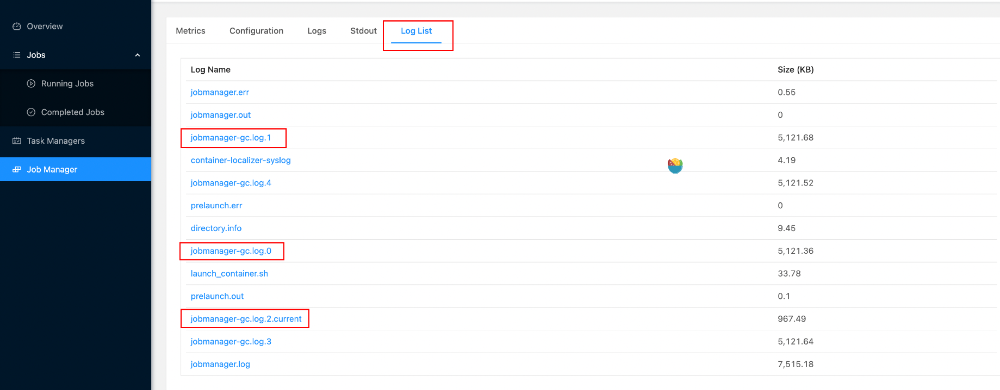 Overview
Jobs
Running Jobs
Completed Jobs
Task Managers
Job Manager
Metrics Configuration Logs Stdout Log List
Log Name Size (KB)
jobmanager.err 0.55
jobmanager.out 0
jobmanager-gc.log.1 5,121.68
container-localizer-syslog 4.19
jobmanager-gc.log.4 5,121.52
prelaunch.err 0
directory.info 9.45
jobmanager-gc.log.0 5,121.36
launch_container.sh 33.78
prelaunch.out 0.1
jobmanager-gc.log.2.current 967.49
jobmanager-gc.log.3 5,121.64
jobmanager.log 7,515.18